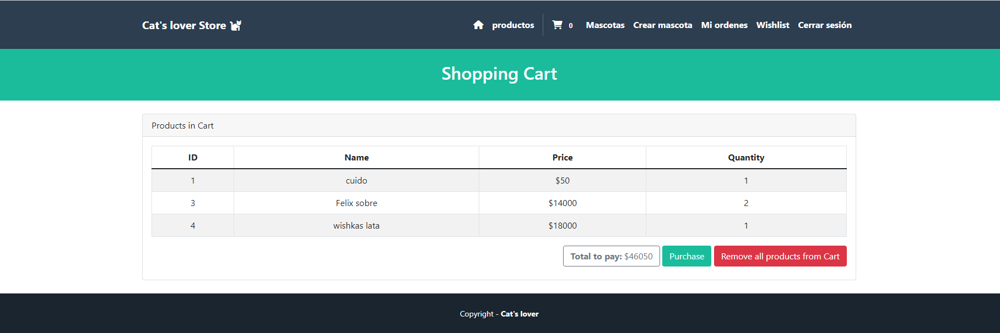 Cat's lover Store productos 0 Mascotas Crear mascota Mi ordenes Wishlist Cerrar sesión
Shopping Cart
Products in Cart
ID Name Price Quantity
1 cuido $50 1
3 Felix sobre $14000 2
4 wishkas lata $18000 1
Total to pay: $46050 Purchase Remove all products from Cart
Copyright - Cat's lover